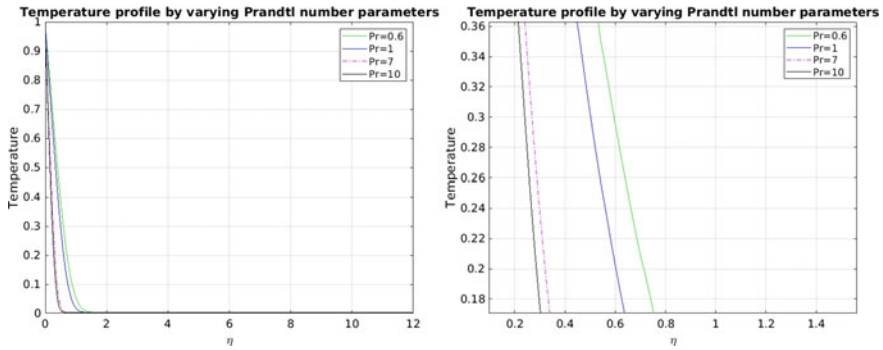 Temperature profile by varying Prandtl number parameters
1
0.9
0.8
0.7
0.6
0.5
0.4
0.3
0.2
0.1
0
Temperature
Pr=0.6
Pr=1
Pr=7
Pr=10
0 2 4 6 8 10 12
η
Temperature profile by varying Prandtl number parameters
0.36
0.34
0.3
0.26
0.24
0.22
0.2
0.18
Temperature
Pr=0.6
Pr=1
Pr=7
Pr=10
0.2 0.4 0.6 0.8 1 1.2 1.4
η